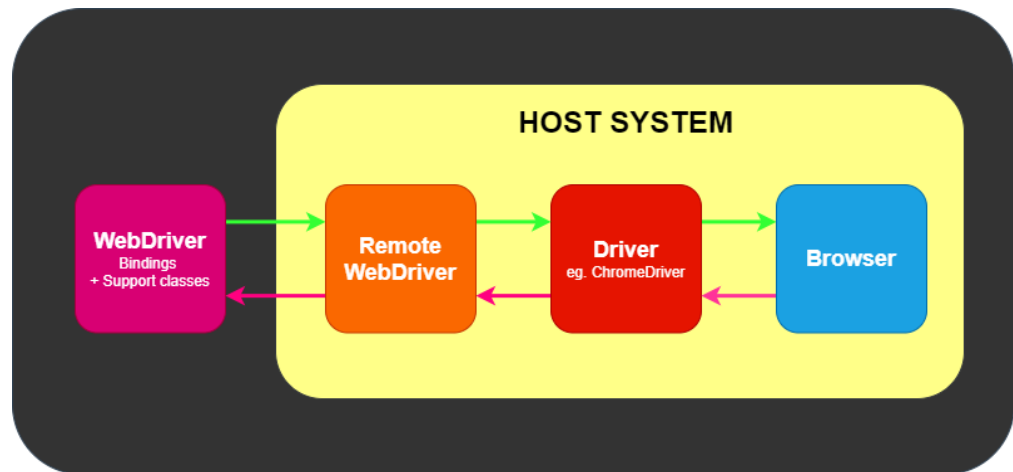 HOST SYSTEM
WebDriver
Bindings
+ Support classes
Remote
WebDriver
Driver
eg. ChromeDriver
Browser